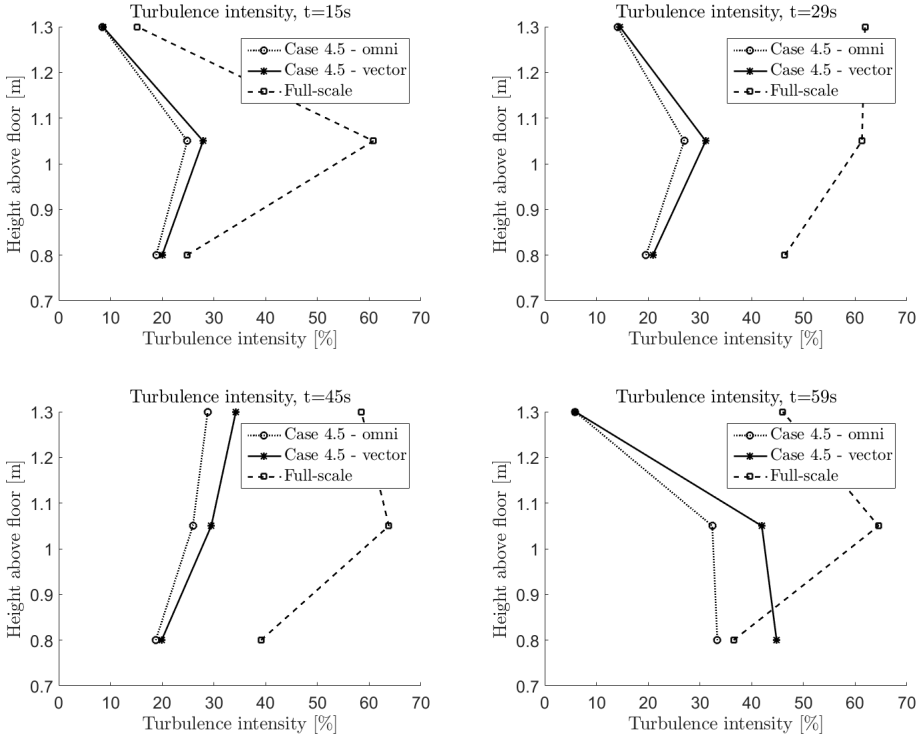 Turbulence intensity, t=15s
1.3
1.2
1.1
1
0.9
0.8
0.7
Height above floor [m]
Case 4.5 - omni
Case 4.5 - vector
Full-scale
0 10 20 30 40 50 60 70
Turbulence intensity [%]
Turbulence intensity, t=29s
1.3
1.2
1.1
1
0.9
0.8
0.7
Height above floor [m]
Case 4.5 - omni
Case 4.5 - vector
Full-scale
0 10 20 30 40 50 60 70
Turbulence intensity [%]
Turbulence intensity, t=45s
1.3
1.2
1.1
1
0.9
0.8
0.7
Height above floor [m]
Case 4.5 - omni
Case 4.5 - vector
Full-scale
0 10 20 30 40 50 60 70
Turbulence intensity [%]
Turbulence intensity, t=59s
1.3
1.2
1.1
1
0.9
0.8
0.7
Height above floor [m]
Case 4.5 - omni
Case 4.5 - vector
Full-scale
0 10 20 30 40 50 60 70
Turbulence intensity [%]